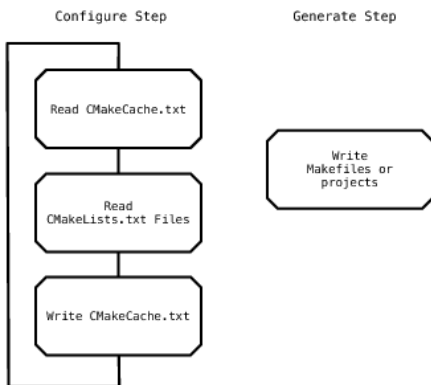 Configure Step
Generate Step
Read CMakeCache.txt
Read
CMakeLists.txt Files
Write CMakeCache.txt
Write
Makefiles or
projects